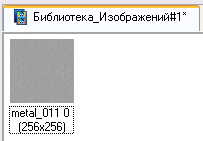 Библиотека_Изображений#1*
metal_011 0
(256x256)